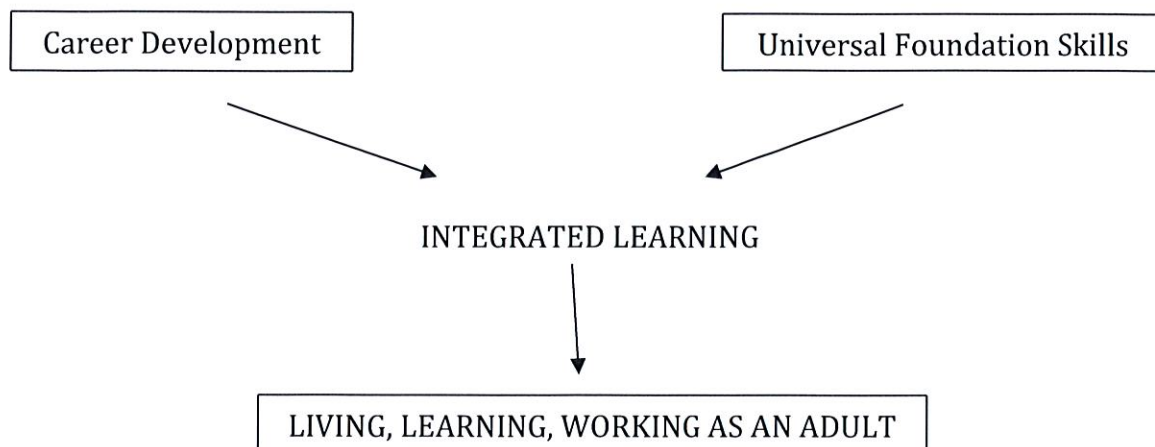 Career Development
Universal Foundation Skills
INTEGRATED LEARNING
LIVING, LEARNING, WORKING AS AN ADULT